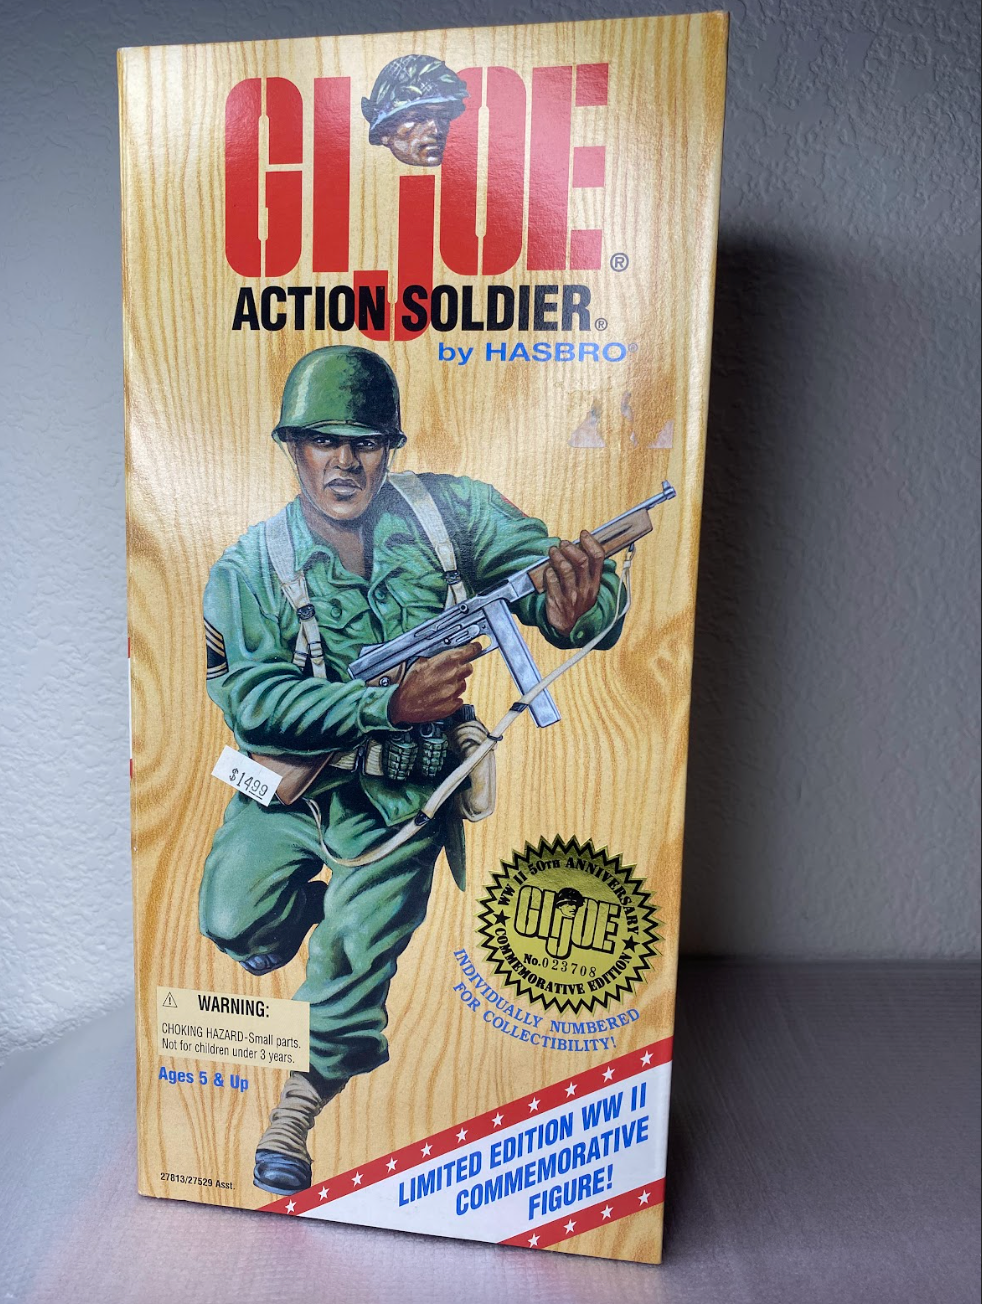 GI JOE®
ACTION SOLDIER®
by HASBRO®
$14.99
WW II 50TH ANNIVERSARY
GI JOE
No.023708
COMMEMORATIVE EDITION
INDIVIDUALLY NUMBERED
FOR COLLECTIBILITY!
⚠ WARNING:
CHOKING HAZARD-Small parts.
Not for children under 3 years.
Ages 5 & Up
LIMITED EDITION WW II
COMMEMORATIVE
FIGURE!
27813/27529 Asst.